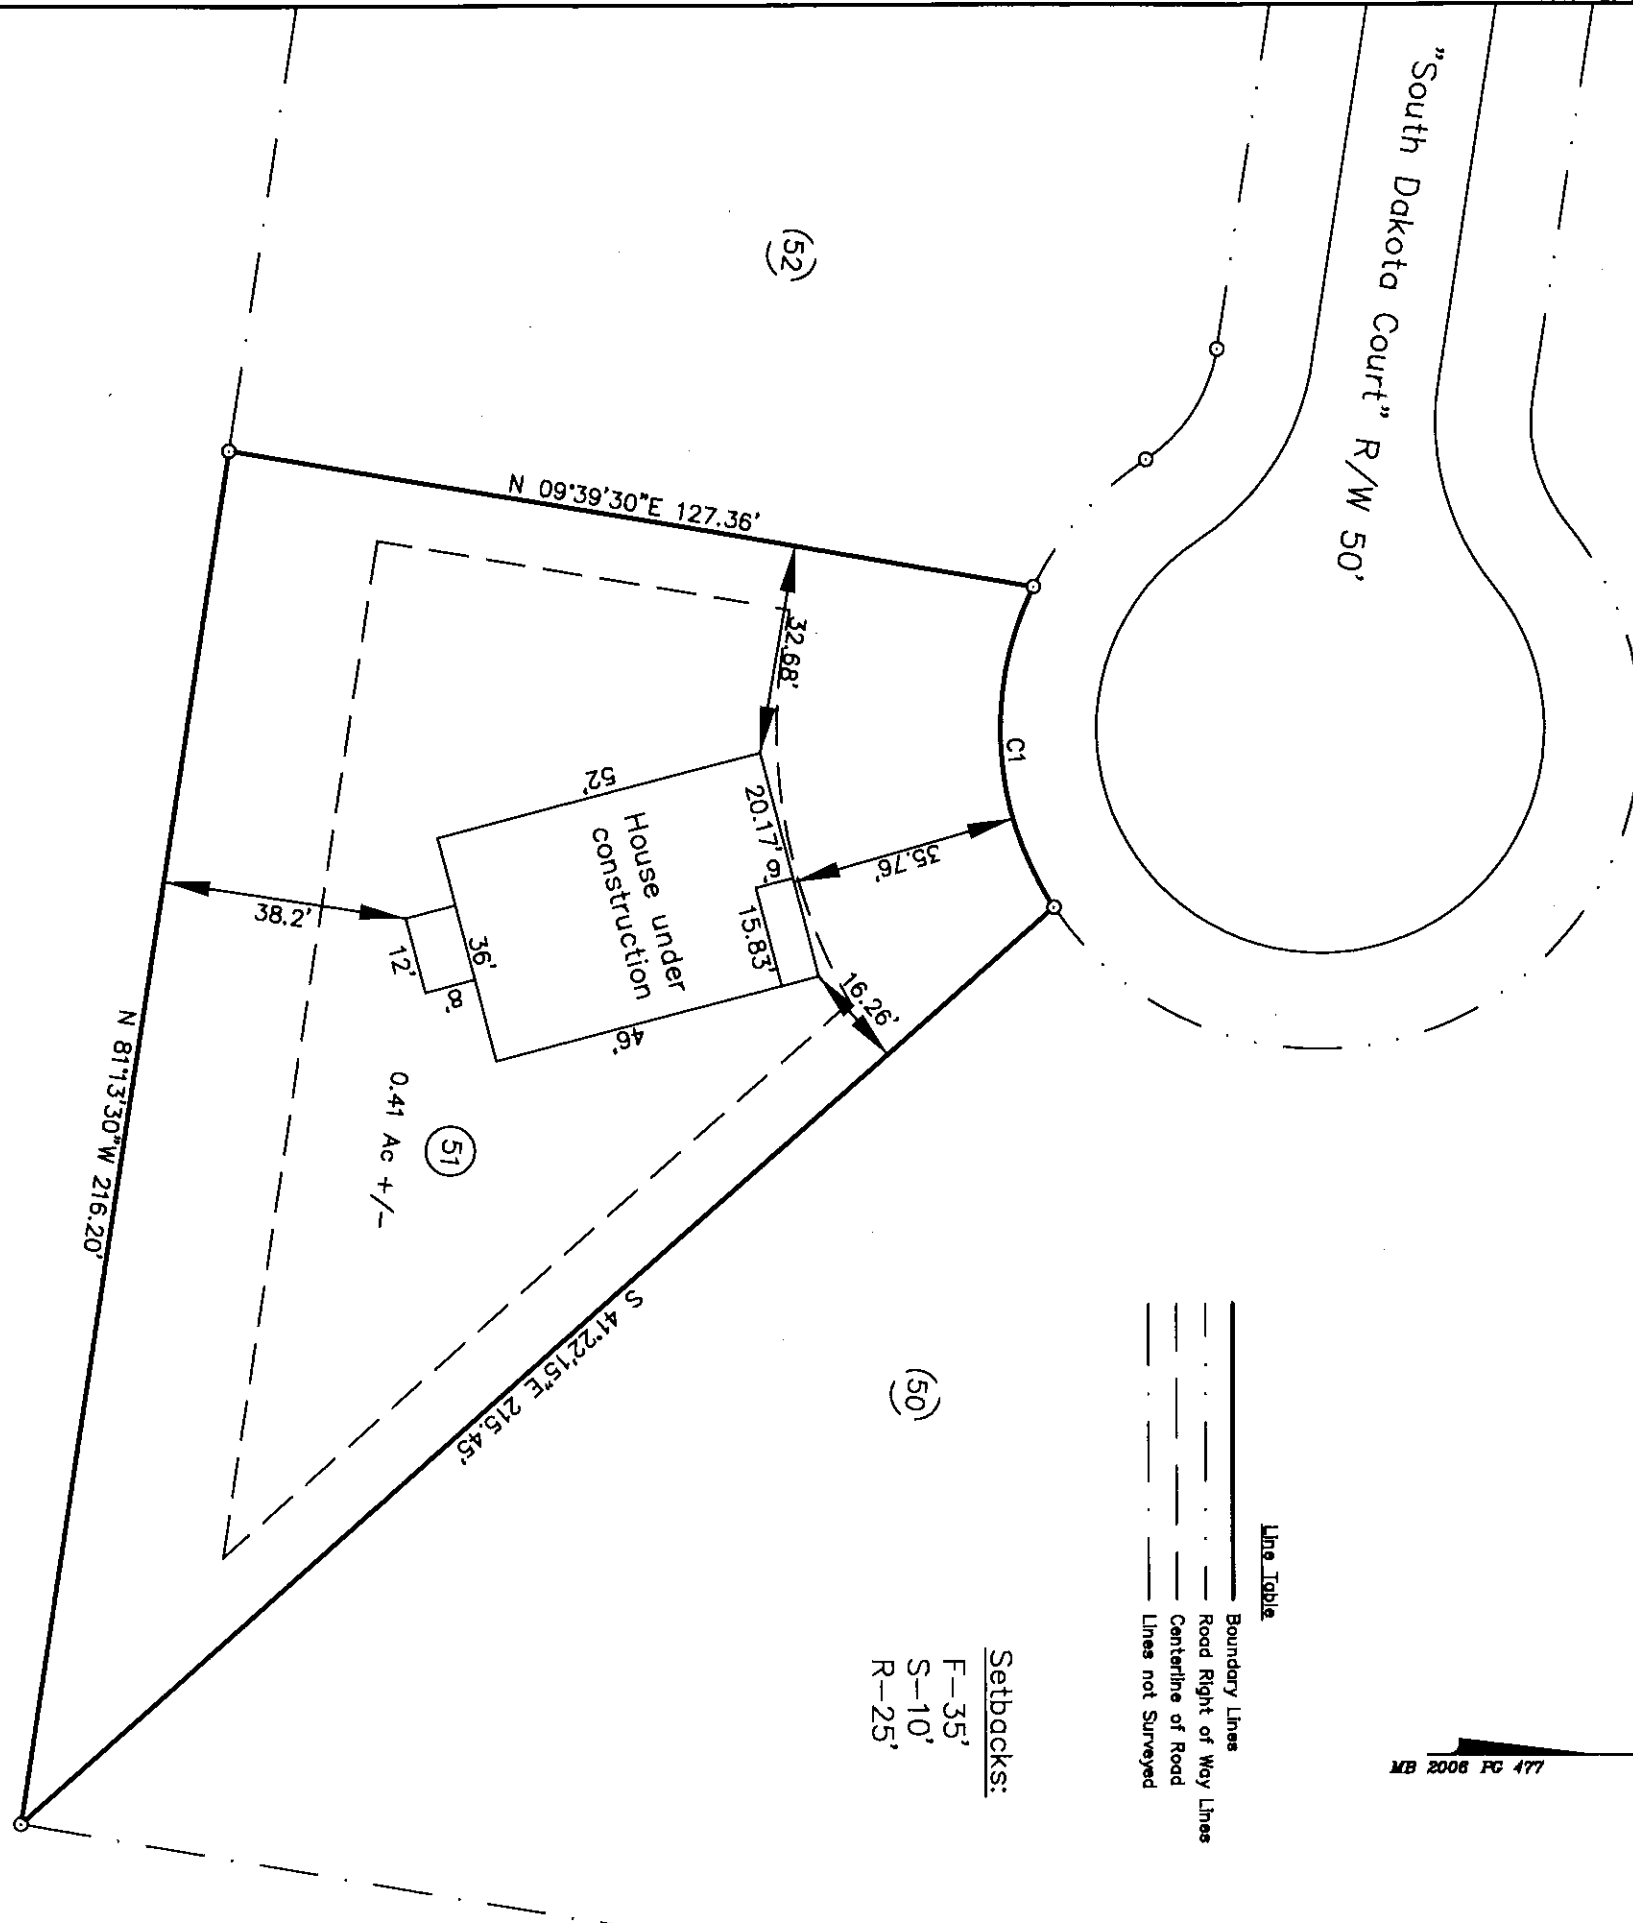 "South Dakota Court" R/W 50'
(52)
N 09°39'30"E 127.36'
32.68'
C1
35.76'
20.17'
6'
15.83'
16.26'
52'
House under
construction
36'
46'
12'
8'
38.2'
51
0.41 Ac +/-
N 81°13'30"W 216.20'
S 41°22'15"E 215.45'
(50)
Line Table
Boundary Lines
Road Right of Way Lines
Centerline of Road
Lines not Surveyed
Setbacks:
F-35'
S-10'
R-25'
MB 2006 PG 477